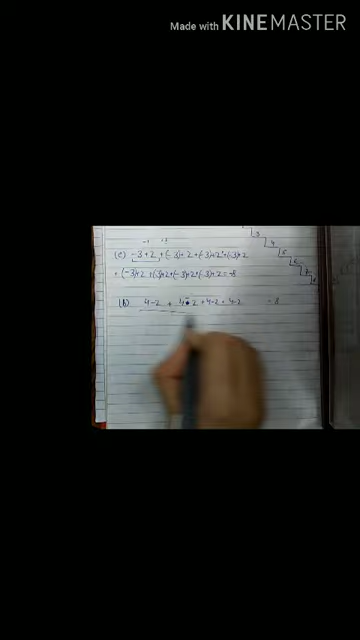 Made with KINEMASTER
(a) -3+2 +(-3)+2 +(-3)+2+(-3)+2
+(-3)+2 +(-3)+2+(-3)+2+(-3)+2 = -8
(b) 4-2 + 4-2 +4-2+4-2 = 8